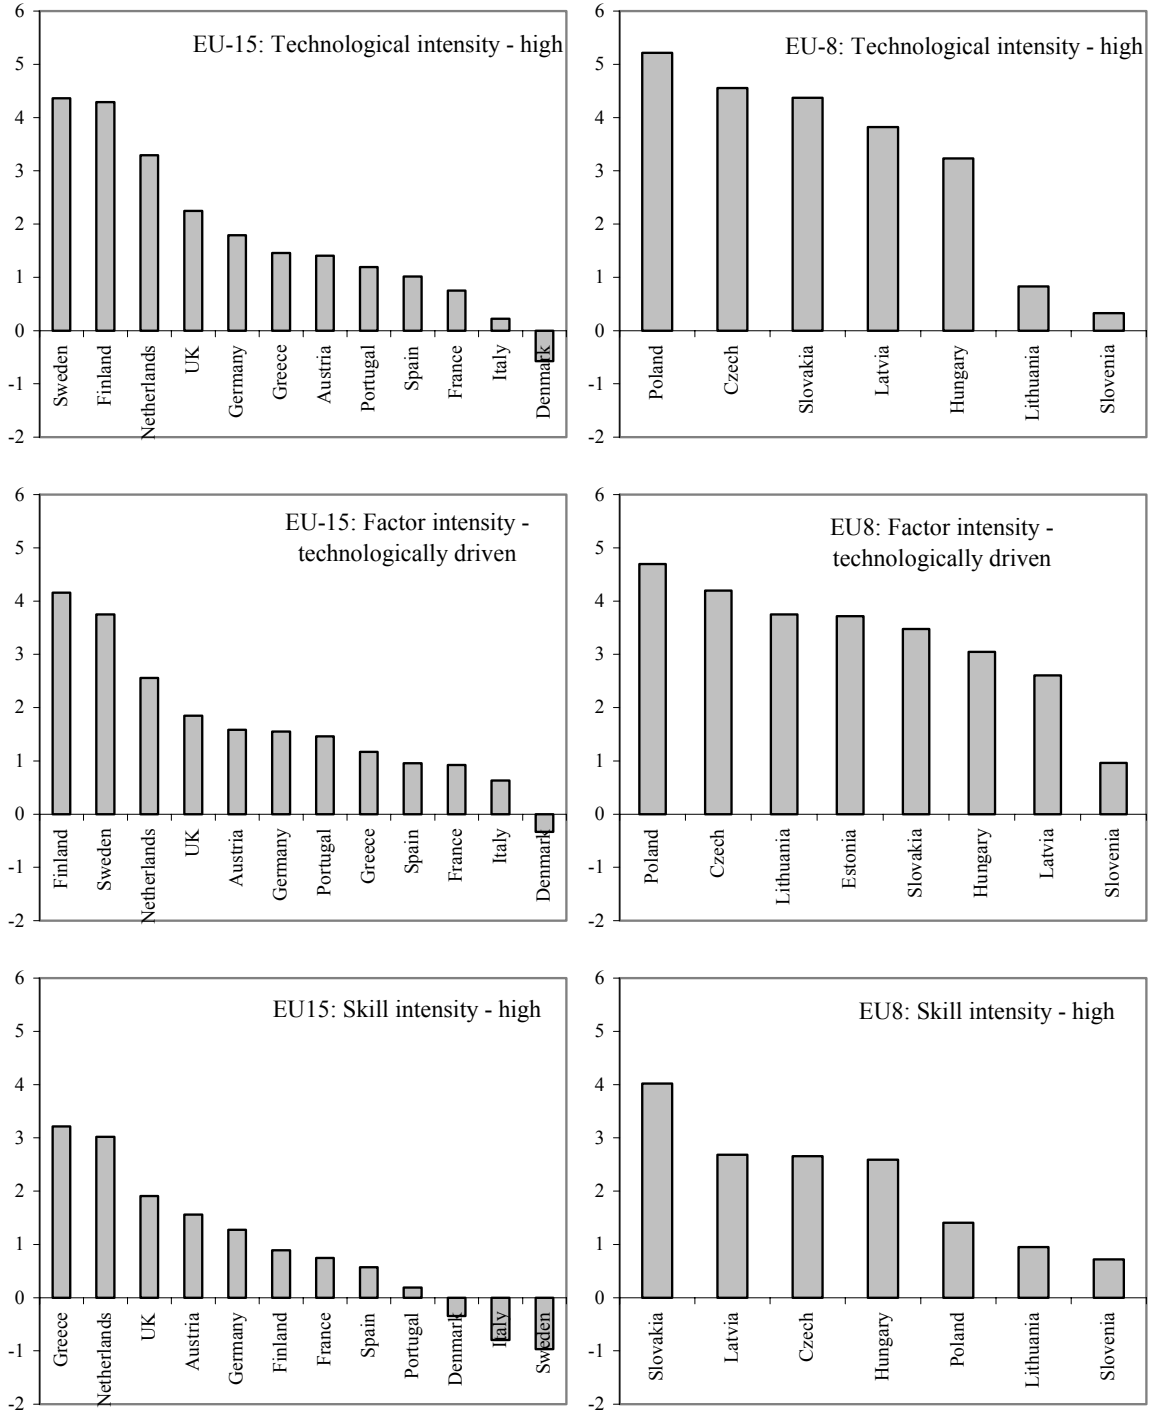 EU-15: Technological intensity - high
6
5
4
3
2
1
0
-1
-2
Sweden
Finland
Netherlands
UK
Germany
Greece
Austria
Portugal
Spain
France
Italy
Denmark
EU-8: Technological intensity - high
6
5
4
3
2
1
0
-1
-2
Poland
Czech
Slovakia
Latvia
Hungary
Lithuania
Slovenia
EU-15: Factor intensity -
technologically driven
6
5
4
3
2
1
0
-1
-2
Finland
Sweden
Netherlands
UK
Austria
Germany
Portugal
Greece
Spain
France
Italy
Denmark
EU8: Factor intensity -
technologically driven
6
5
4
3
2
1
0
-1
-2
Poland
Czech
Lithuania
Estonia
Slovakia
Hungary
Latvia
Slovenia
EU15: Skill intensity - high
6
5
4
3
2
1
0
-1
-2
Greece
Netherlands
UK
Austria
Germany
Finland
France
Spain
Portugal
Denmark
Italy
Sweden
EU8: Skill intensity - high
6
5
4
3
2
1
0
-1
-2
Slovakia
Latvia
Czech
Hungary
Poland
Lithuania
Slovenia